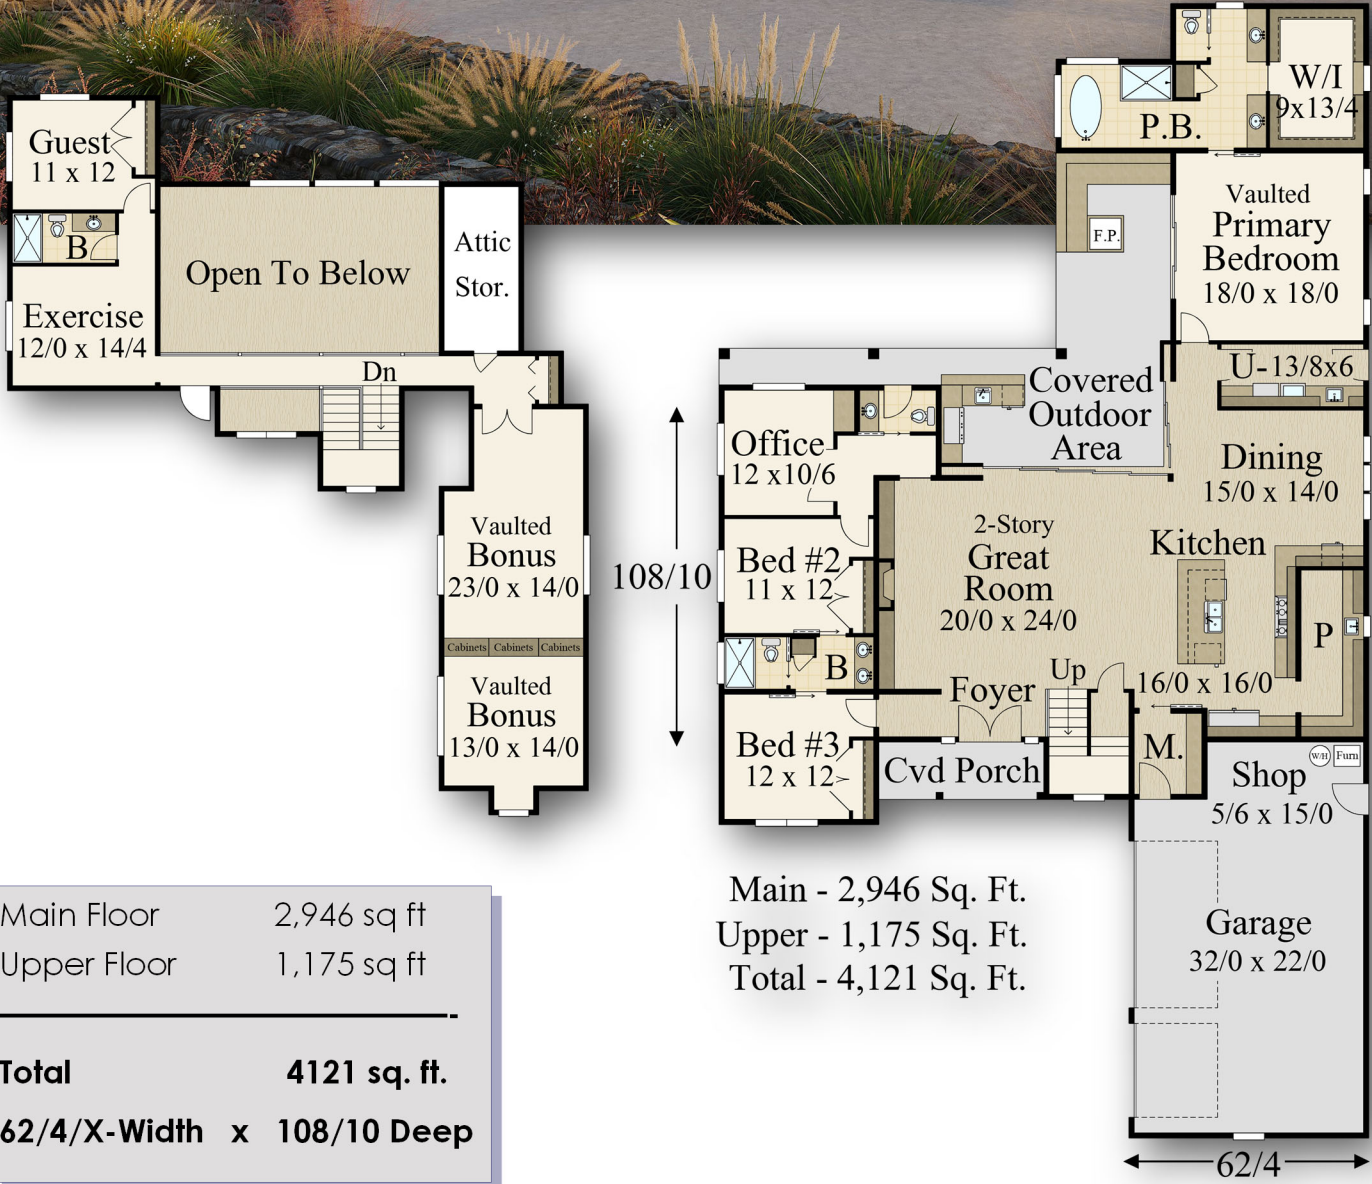 Guest
11 x 12
B
Exercise
12/0 x 14/4
Open To Below
Attic
Stor.
Dn
Vaulted
Bonus
23/0 x 14/0
Cabinets Cabinets Cabinets
Vaulted
Bonus
13/0 x 14/0
W/I
9x13/4
P.B.
Vaulted
Primary
Bedroom
18/0 x 18/0
F.P.
U-13/8x6
Covered
Outdoor
Area
Office
12 x10/6
Dining
15/0 x 14/0
2-Story
Great
Room
20/0 x 24/0
Kitchen
16/0 x 16/0
P
Bed #2
11 x 12
108/10
B
Foyer
Up
Bed #3
12 x 12
Cvd Porch
M.
W/H
Furn
Shop
5/6 x 15/0
Garage
32/0 x 22/0
62/4
Main - 2,946 Sq. Ft.
Upper - 1,175 Sq. Ft.
Total - 4,121 Sq. Ft.
Main Floor 2,946 sq ft
Upper Floor 1,175 sq ft
Total 4121 sq. ft.
62/4/X-Width x 108/10 Deep